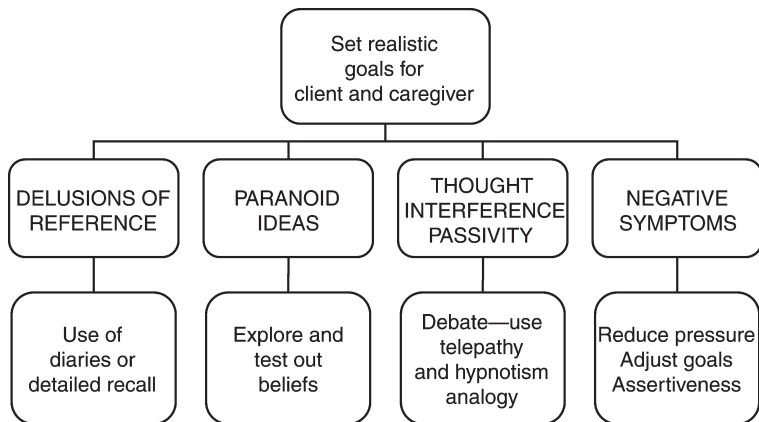 Set realistic
goals for
client and caregiver
DELUSIONS OF
REFERENCE
PARANOID
IDEAS
THOUGHT
INTERFERENCE
PASSIVITY
NEGATIVE
SYMPTOMS
Use of
diaries or
detailed recall
Explore and
test out
beliefs
Debate—use
telepathy
and hypnotism
analogy
Reduce pressure
Adjust goals
Assertiveness